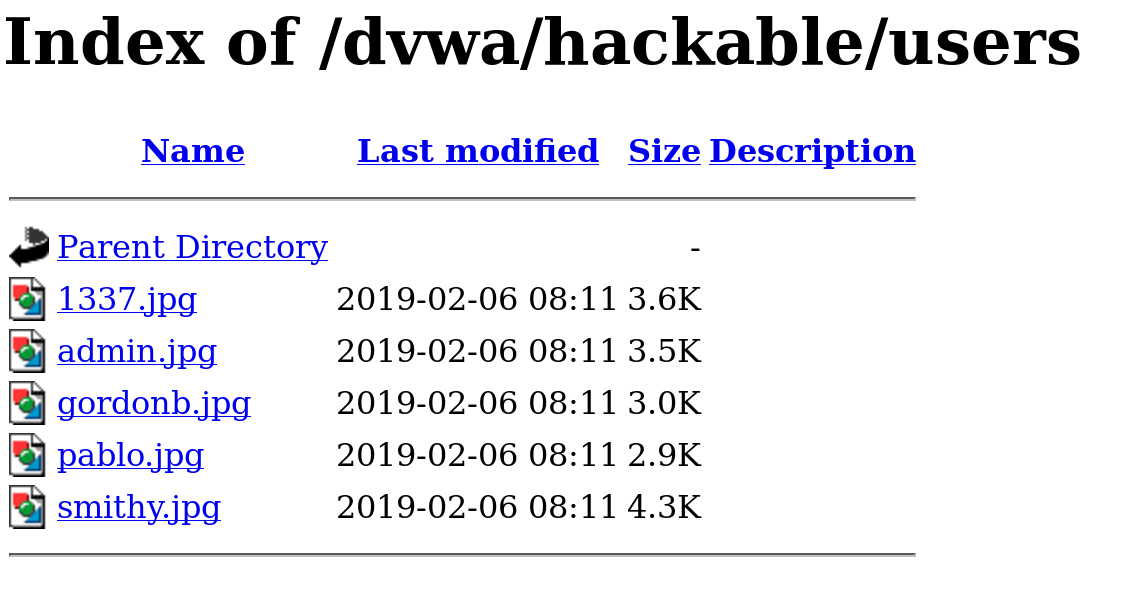 Index of /dvwa/hackable/users
Name Last modified Size Description
Parent Directory -
1337.jpg 2019-02-06 08:11 3.6K
admin.jpg 2019-02-06 08:11 3.5K
gordonb.jpg 2019-02-06 08:11 3.0K
pablo.jpg 2019-02-06 08:11 2.9K
smithy.jpg 2019-02-06 08:11 4.3K